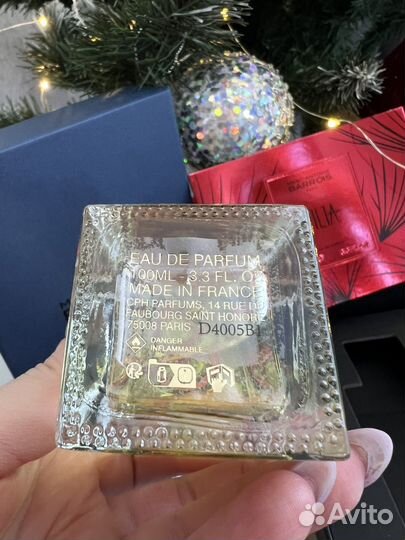 BARROIS
EAU DE PARFUM
100ML - 3.3 FL. OZ
MADE IN FRANCE
CPH PARFUMS, 14 RUE DU
FAUBOURG SAINT HONORE
75008 PARIS D4005B1
DANGER
INFLAMMABLE
Avito